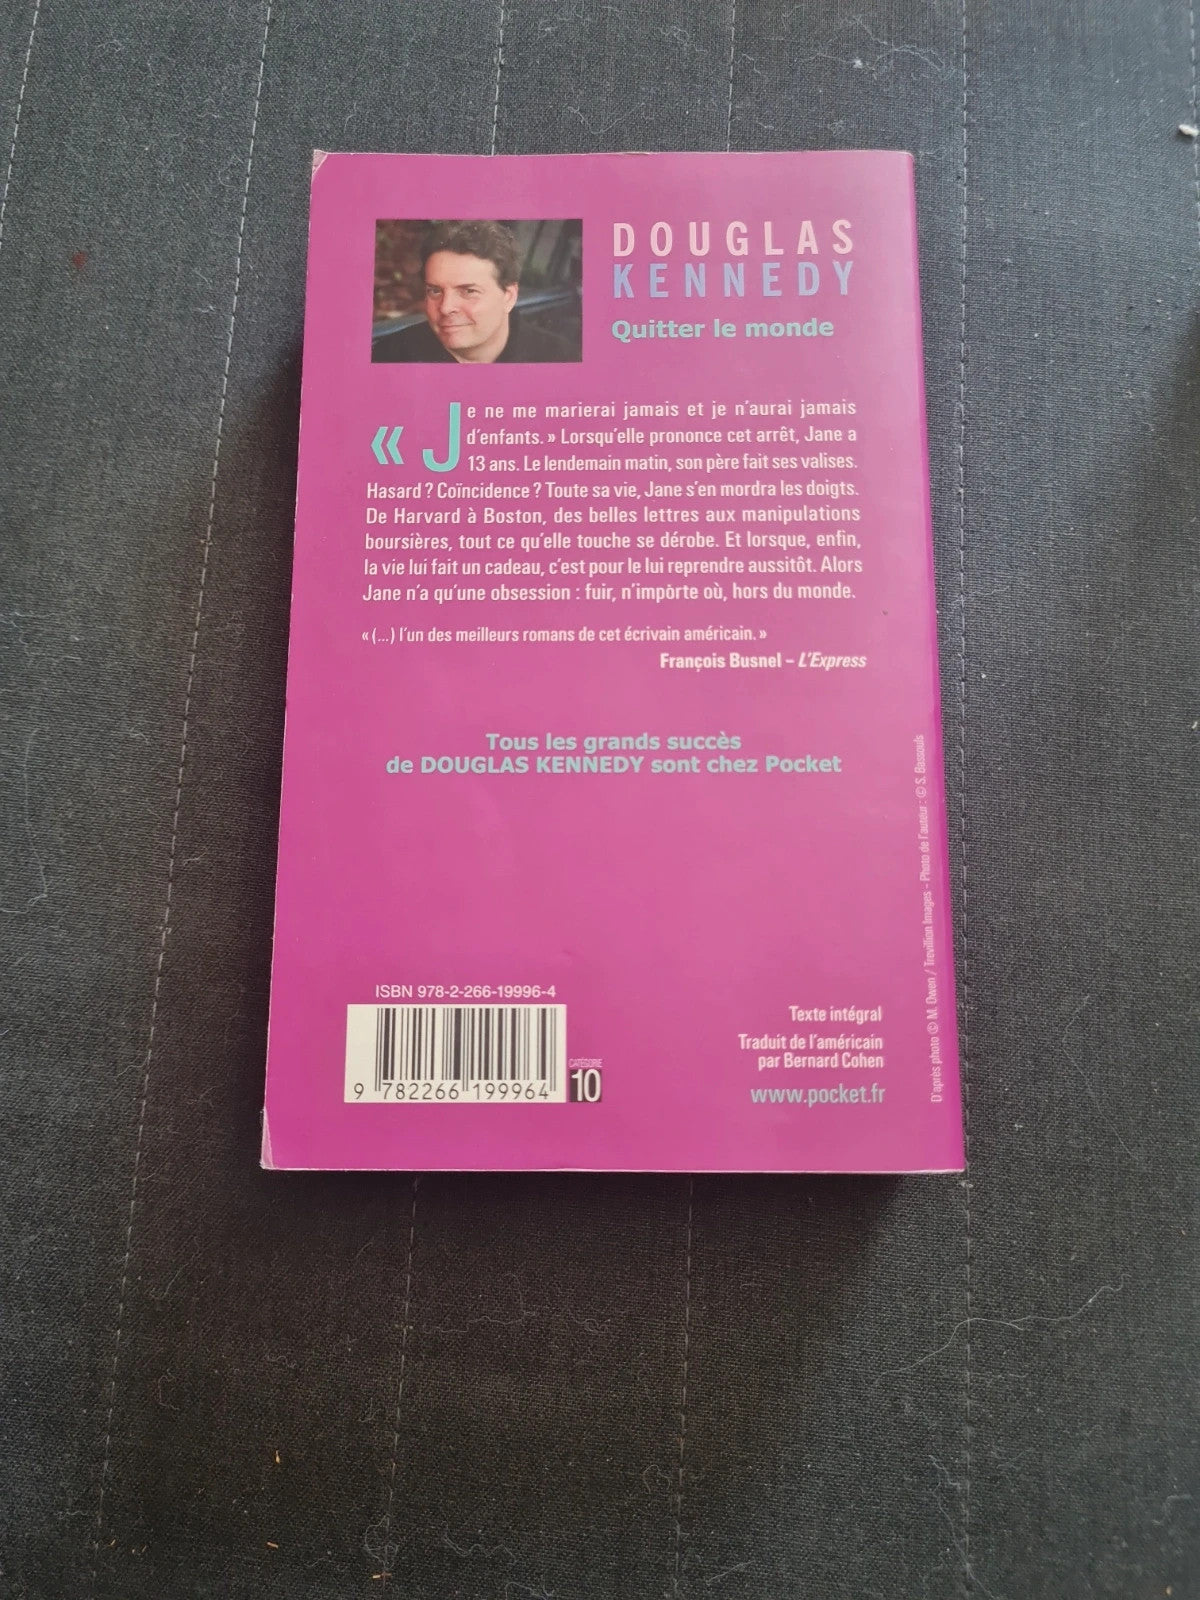 DOUGLAS
KENNEDY
Quitter le monde
« Je ne me marierai jamais et je n'aurai jamais
d'enfants. » Lorsqu'elle prononce cet arrêt, Jane a
13 ans. Le lendemain matin, son père fait ses valises.
Hasard ? Coïncidence ? Toute sa vie, Jane s'en mordra les doigts.
De Harvard à Boston, des belles lettres aux manipulations
boursières, tout ce qu'elle touche se dérobe. Et lorsque, enfin,
la vie lui fait un cadeau, c'est pour le lui reprendre aussitôt. Alors
Jane n'a qu'une obsession : fuir, n'importe où, hors du monde.
« (...) l'un des meilleurs romans de cet écrivain américain. »
François Busnel – L'Express
Tous les grands succès
de DOUGLAS KENNEDY sont chez Pocket
ISBN 978-2-266-19996-4
9 782266 199964
CATÉGORIE
10
Texte intégral
Traduit de l'américain
par Bernard Cohen
www.pocket.fr
D'après photo © M. Owen / Trevillion Images - Photo de l'auteur : © S. Bassouls